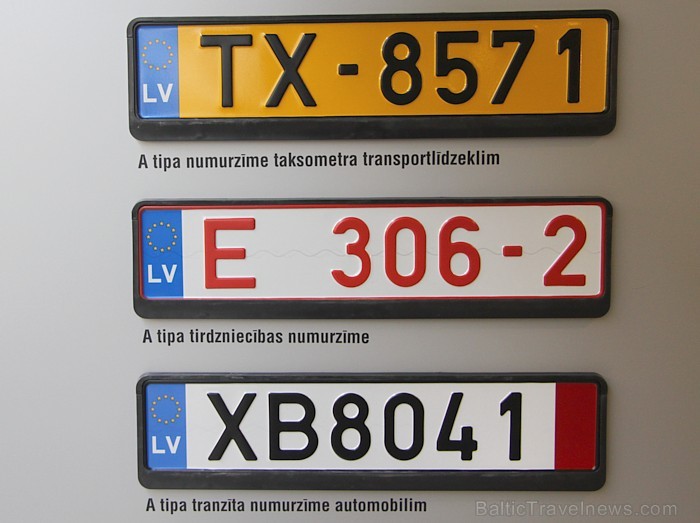 LV TX-8571
A tipa numurzīme taksometra transportlīdzeklim
LV E 306-2
A tipa tirdzniecības numurzīme
LV XB8041
A tipa tranzīta numurzīme automobilim
BalticTravelnews.com